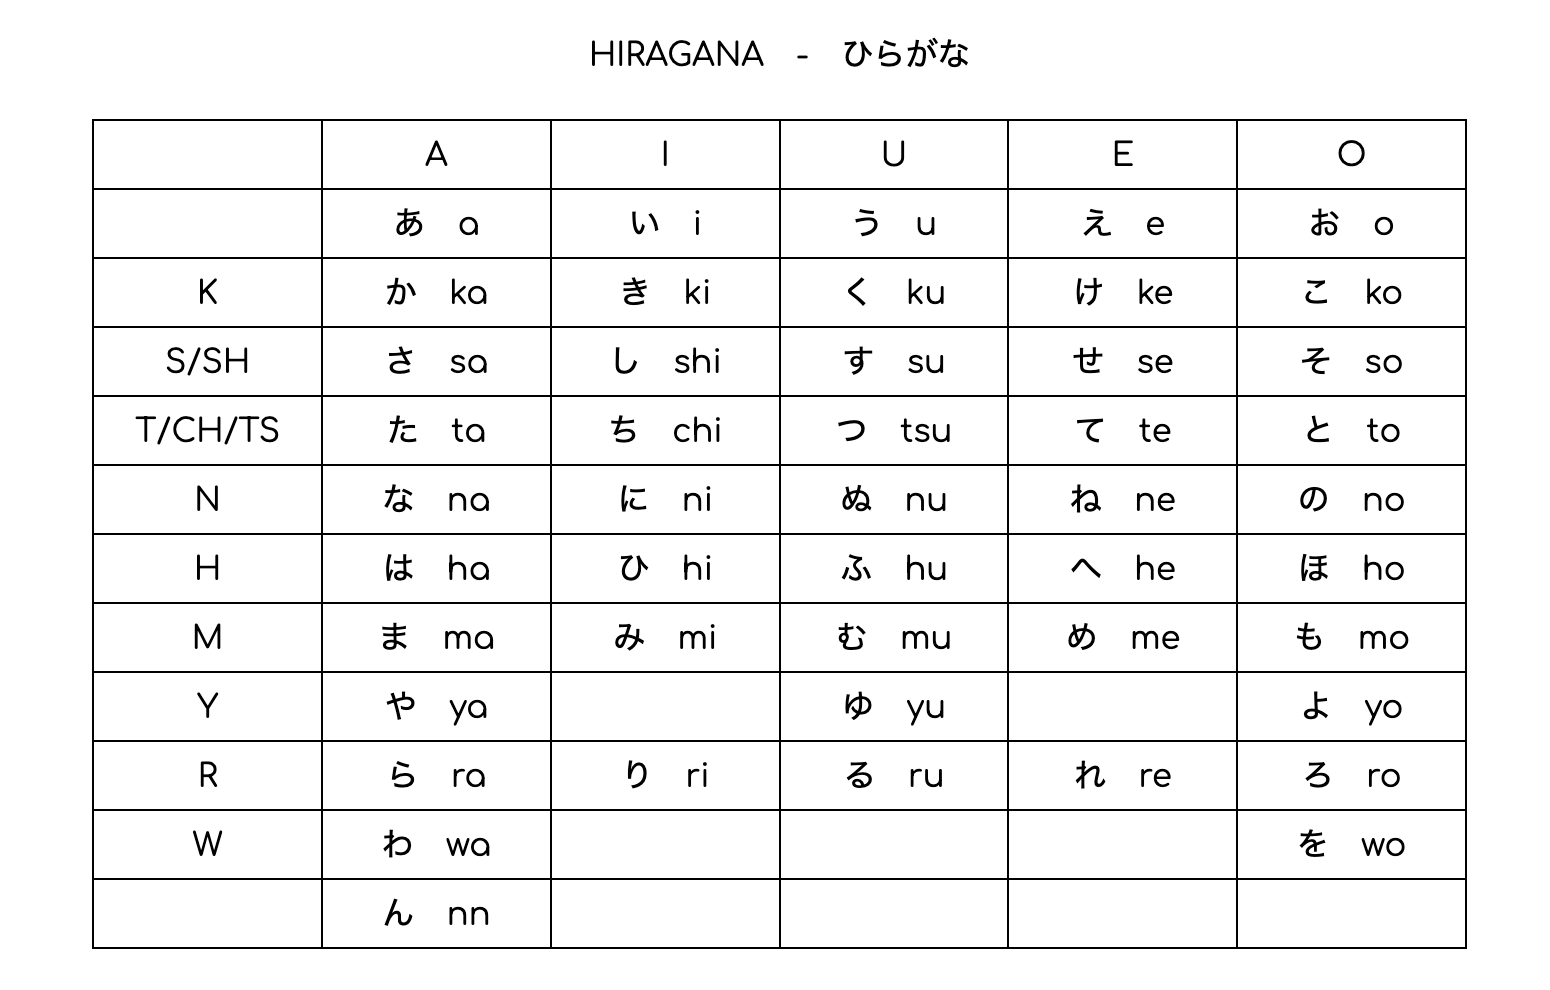 HIRAGANA - ひらがな
A I U E O
あ a い i う u え e お o
K か ka き ki く ku け ke こ ko
S/SH さ sa し shi す su せ se そ so
T/CH/TS た ta ち chi つ tsu て te と to
N な na に ni ぬ nu ね ne の no
H は ha ひ hi ふ hu へ he ほ ho
M ま ma み mi む mu め me も mo
Y や ya ゆ yu よ yo
R ら ra り ri る ru れ re ろ ro
W わ wa を wo
ん nn